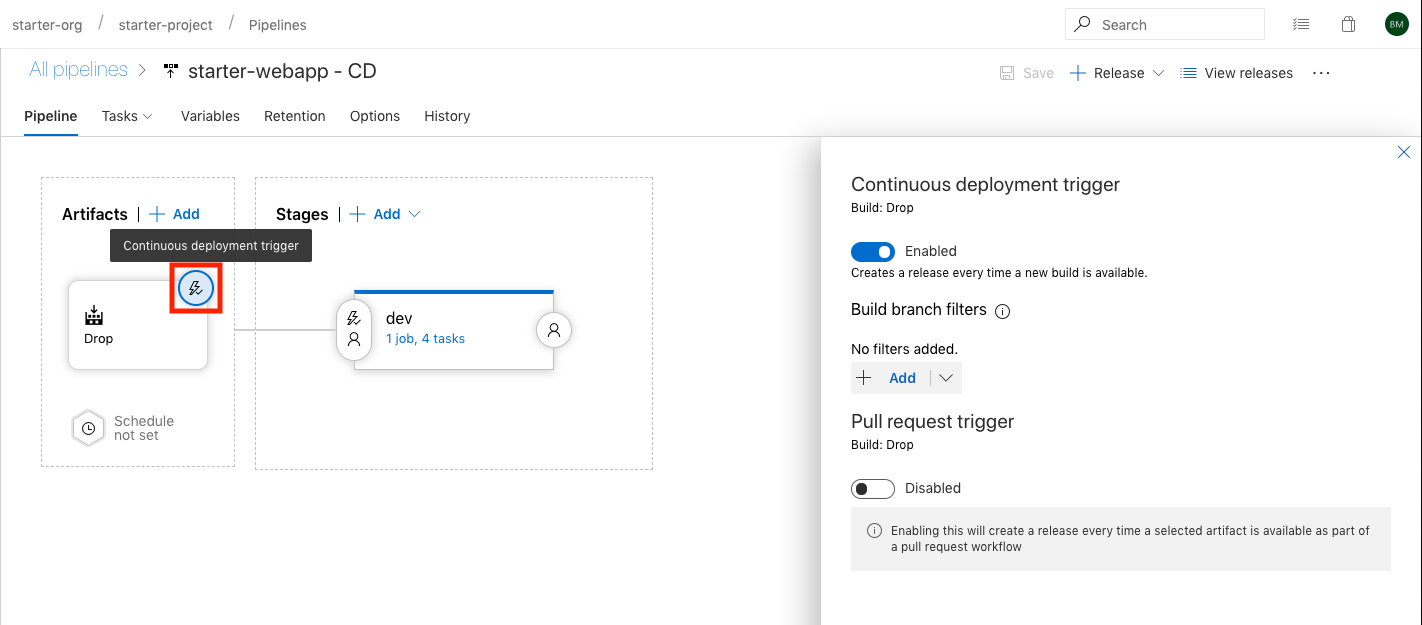 starter-org / starter-project / Pipelines
Search
BM
All pipelines > starter-webapp - CD
Save
Release
View releases
Pipeline
Tasks
Variables
Retention
Options
History
Artifacts | + Add
Stages | + Add
Continuous deployment trigger
Drop
dev
1 job, 4 tasks
Schedule
not set
Continuous deployment trigger
Build: Drop
Enabled
Creates a release every time a new build is available.
Build branch filters
No filters added.
+ Add
Pull request trigger
Build: Drop
Disabled
Enabling this will create a release every time a selected artifact is available as part of
a pull request workflow